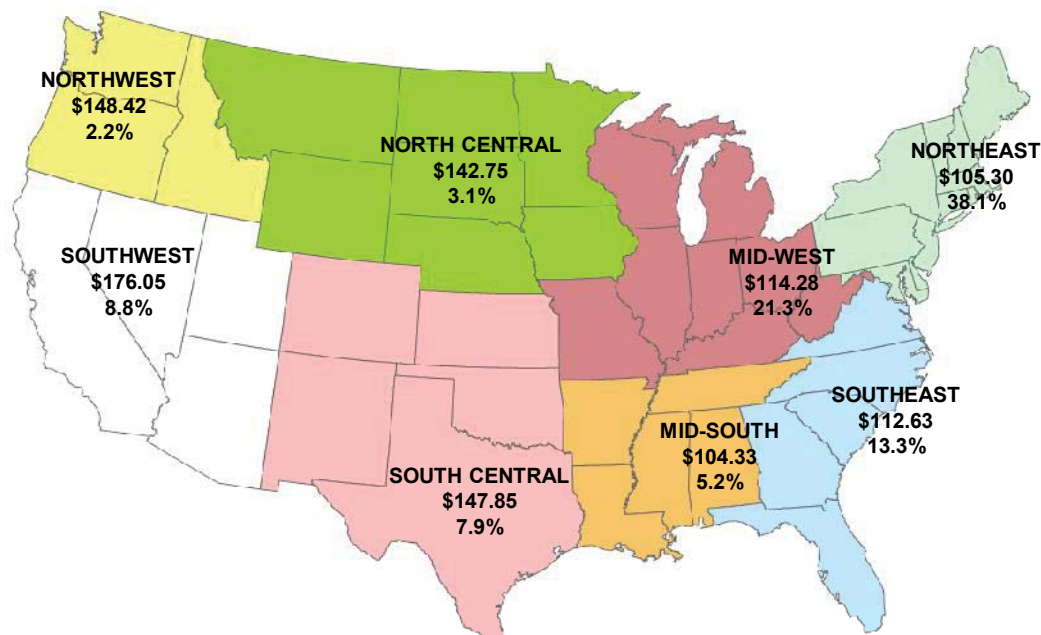 NORTHWEST
$148.42
2.2%
NORTH CENTRAL
$142.75
3.1%
NORTHEAST
$105.30
38.1%
SOUTHWEST
$176.05
8.8%
MID-WEST
$114.28
21.3%
SOUTHEAST
$112.63
13.3%
MID-SOUTH
$104.33
5.2%
SOUTH CENTRAL
$147.85
7.9%